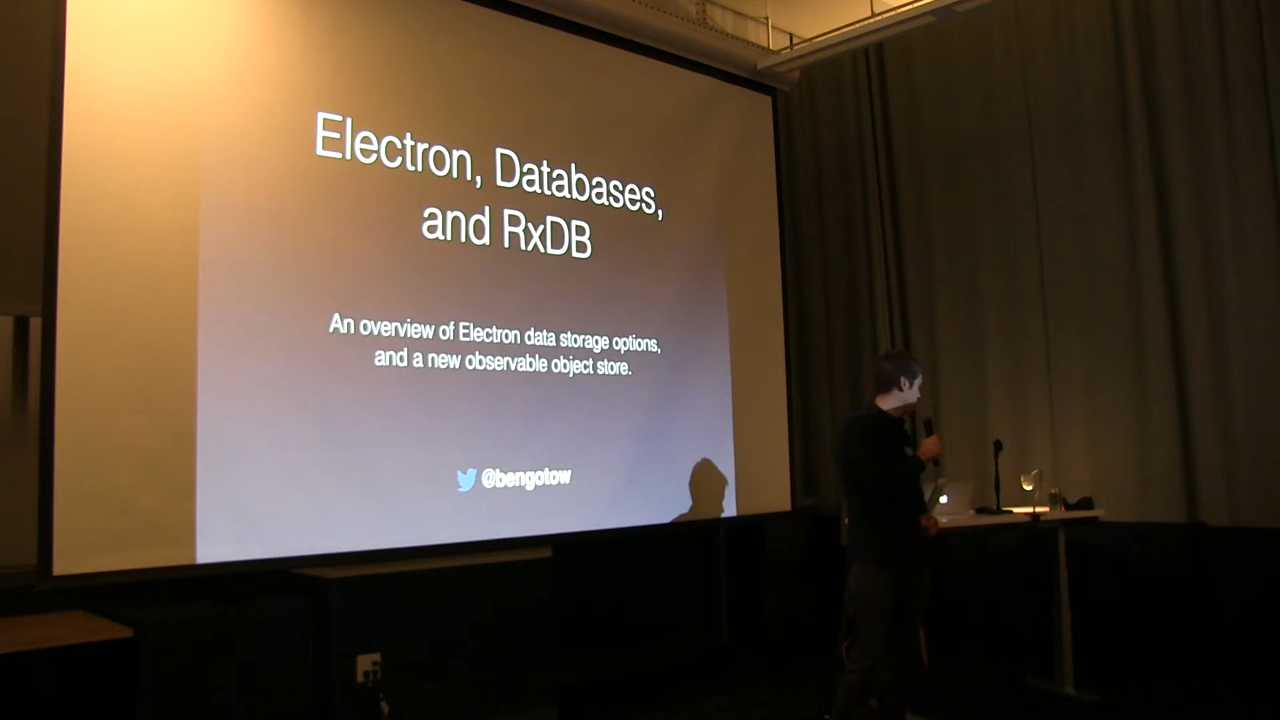 Electron, Databases,
and RxDB
An overview of Electron data storage options,
and a new observable object store.
@bengotow